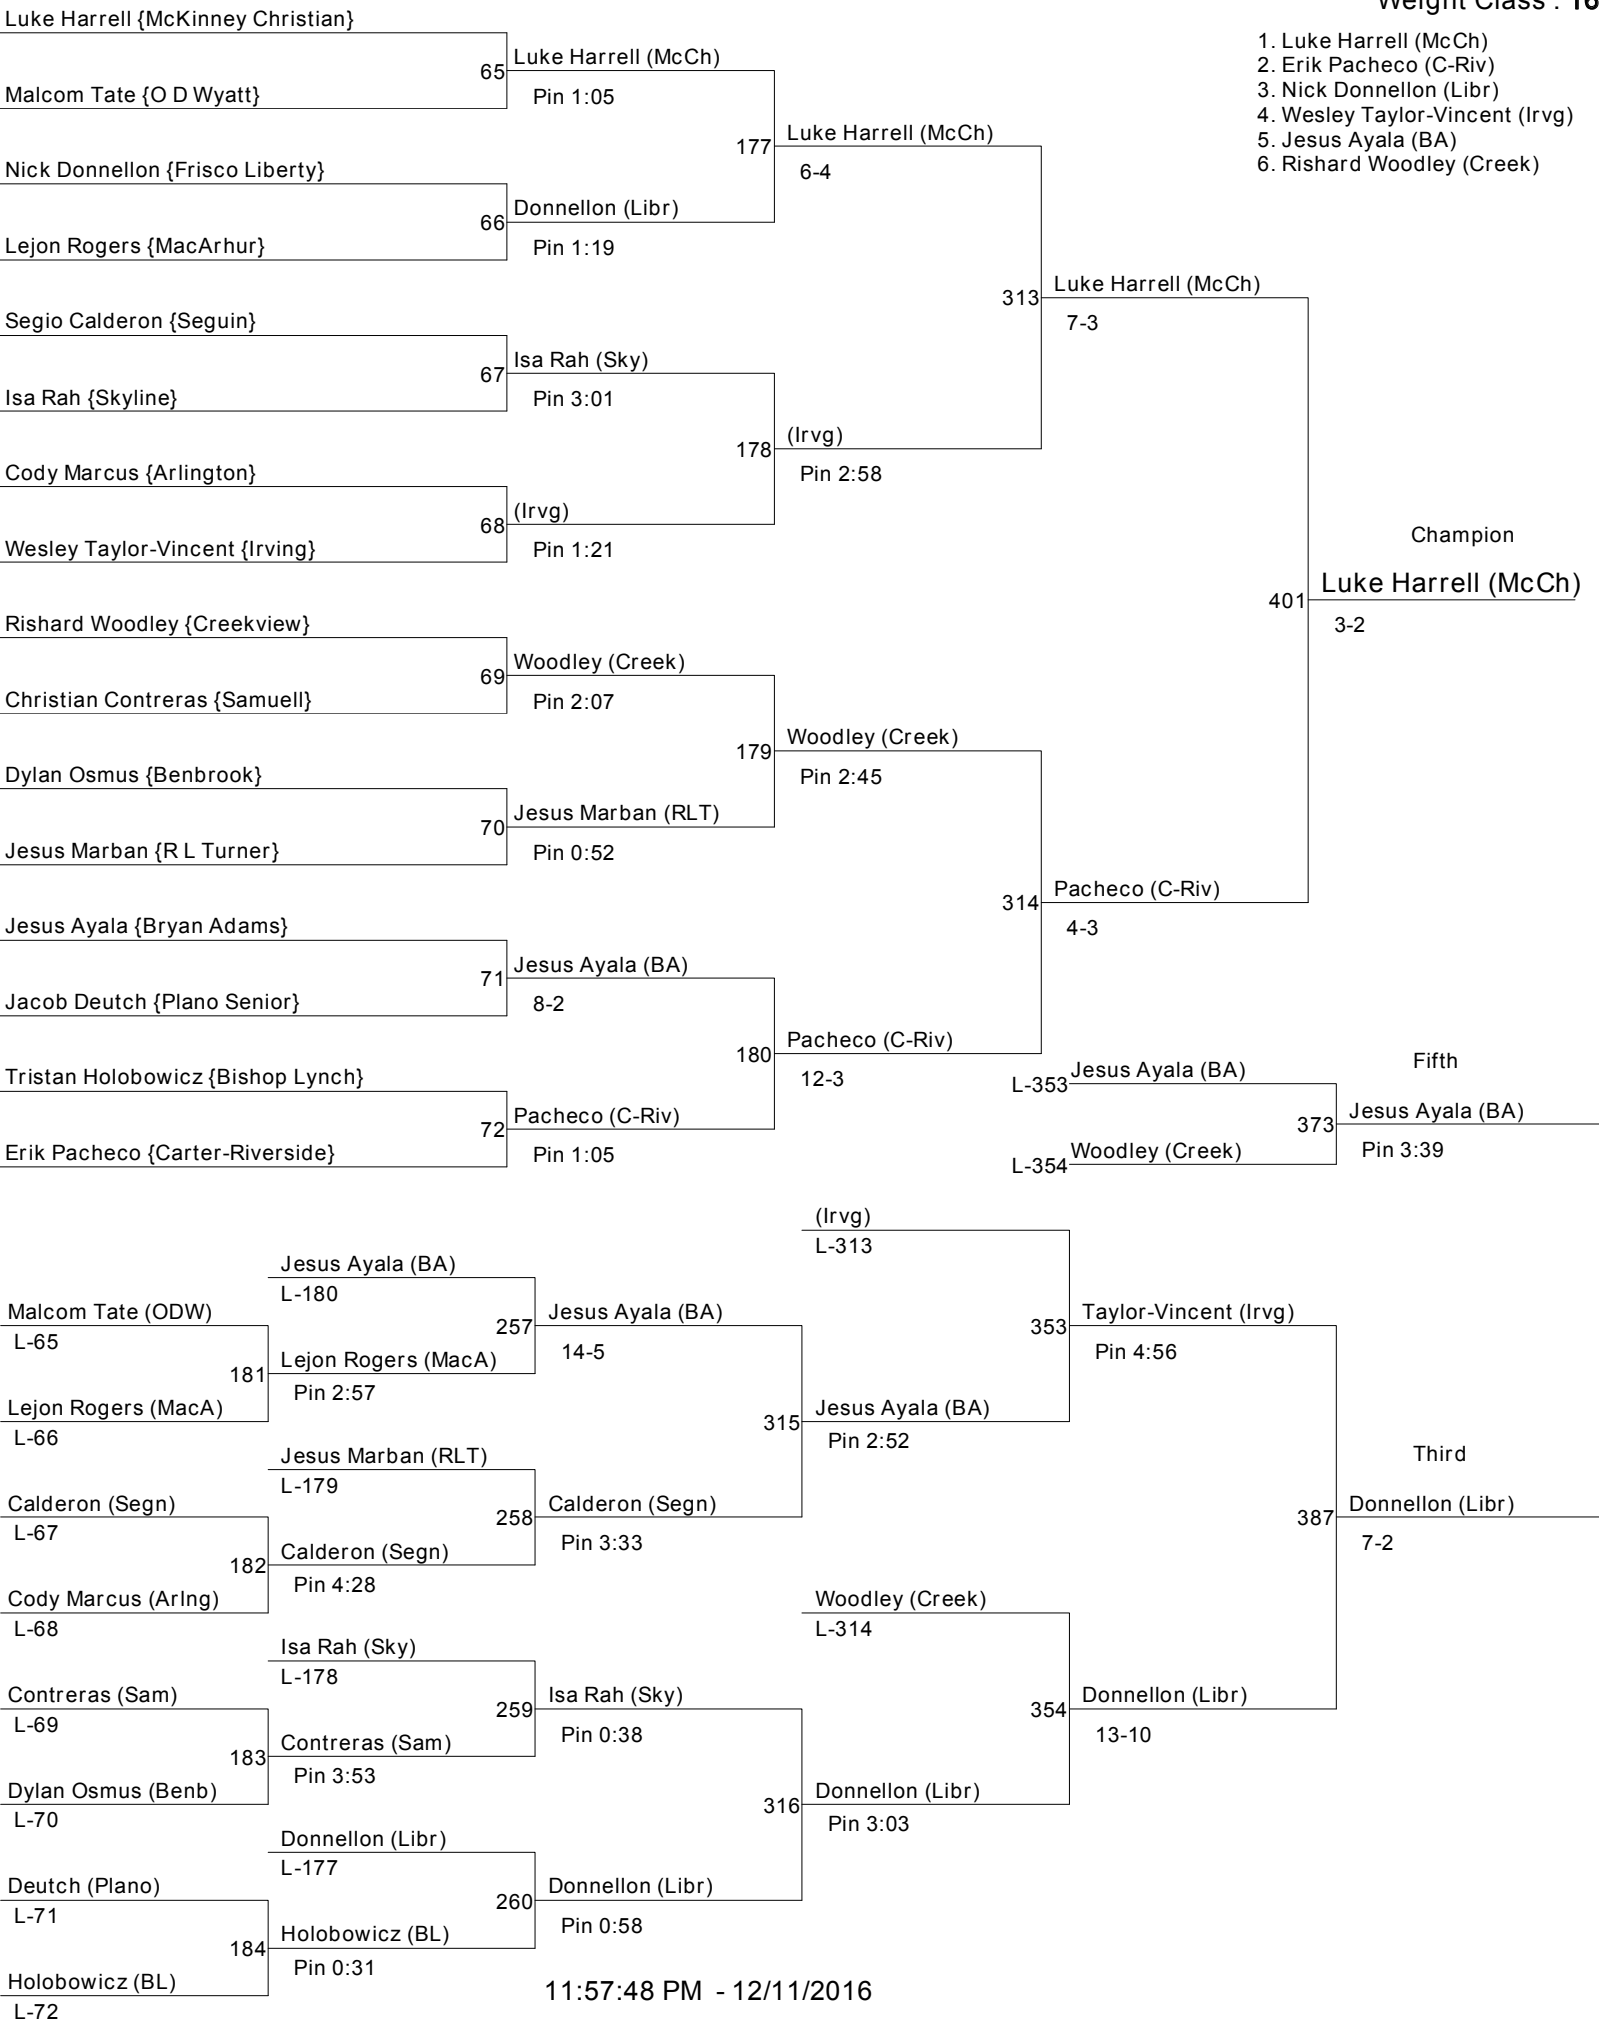 Weight Class : 16
1. Luke Harrell (McCh)
2. Erik Pacheco (C-Riv)
3. Nick Donnellon (Libr)
4. Wesley Taylor-Vincent (Irvg)
5. Jesus Ayala (BA)
6. Rishard Woodley (Creek)
Luke Harrell {McKinney Christian}
65
Luke Harrell (McCh)
Pin 1:05
Malcom Tate {O D Wyatt}
177
Luke Harrell (McCh)
6-4
Nick Donnellon {Frisco Liberty}
66
Donnellon (Libr)
Pin 1:19
Lejon Rogers {MacArhur}
313
Luke Harrell (McCh)
7-3
Segio Calderon {Seguin}
67
Isa Rah (Sky)
Pin 3:01
Isa Rah {Skyline}
178
(Irvg)
Pin 2:58
Cody Marcus {Arlington}
68
(Irvg)
Pin 1:21
Wesley Taylor-Vincent {Irving}
Champion
401
Luke Harrell (McCh)
3-2
Rishard Woodley {Creekview}
69
Woodley (Creek)
Pin 2:07
Christian Contreras {Samuell}
179
Woodley (Creek)
Pin 2:45
Dylan Osmus {Benbrook}
70
Jesus Marban (RLT)
Pin 0:52
Jesus Marban {R L Turner}
314
Pacheco (C-Riv)
4-3
Jesus Ayala {Bryan Adams}
71
Jesus Ayala (BA)
8-2
Jacob Deutch {Plano Senior}
180
Pacheco (C-Riv)
12-3
Tristan Holobowicz {Bishop Lynch}
72
Pacheco (C-Riv)
Pin 1:05
Erik Pacheco {Carter-Riverside}
Fifth
L-353
Jesus Ayala (BA)
373
Jesus Ayala (BA)
Pin 3:39
L-354
Woodley (Creek)
(Irvg)
L-313
Jesus Ayala (BA)
L-180
Malcom Tate (ODW)
L-65
257
Jesus Ayala (BA)
14-5
353
Taylor-Vincent (Irvg)
Pin 4:56
181
Lejon Rogers (MacA)
Pin 2:57
Lejon Rogers (MacA)
L-66
315
Jesus Ayala (BA)
Pin 2:52
Jesus Marban (RLT)
L-179
Third
Calderon (Segn)
L-67
258
Calderon (Segn)
Pin 3:33
387
Donnellon (Libr)
7-2
182
Calderon (Segn)
Pin 4:28
Cody Marcus (Arlng)
L-68
Woodley (Creek)
L-314
Isa Rah (Sky)
L-178
Contreras (Sam)
L-69
259
Isa Rah (Sky)
Pin 0:38
354
Donnellon (Libr)
13-10
183
Contreras (Sam)
Pin 3:53
Dylan Osmus (Benb)
L-70
316
Donnellon (Libr)
Pin 3:03
Donnellon (Libr)
L-177
Deutch (Plano)
L-71
260
Donnellon (Libr)
Pin 0:58
184
Holobowicz (BL)
Pin 0:31
Holobowicz (BL)
L-72
11:57:48 PM - 12/11/2016